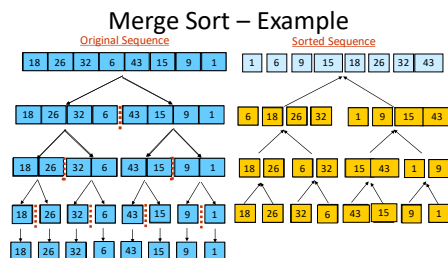 Merge Sort – Example
Original Sequence Sorted Sequence
18 26 32 6 43 15 9 1 1 6 9 15 18 26 32 43
18 26 32 6 43 15 9 1 6 18 26 32 1 9 15 43
18 26 32 6 43 15 9 1 18 26 6 32 15 43 1 9
18 26 32 6 43 15 9 1 18 26 32 6 43 15 9 1
18 26 32 6 43 15 9 1